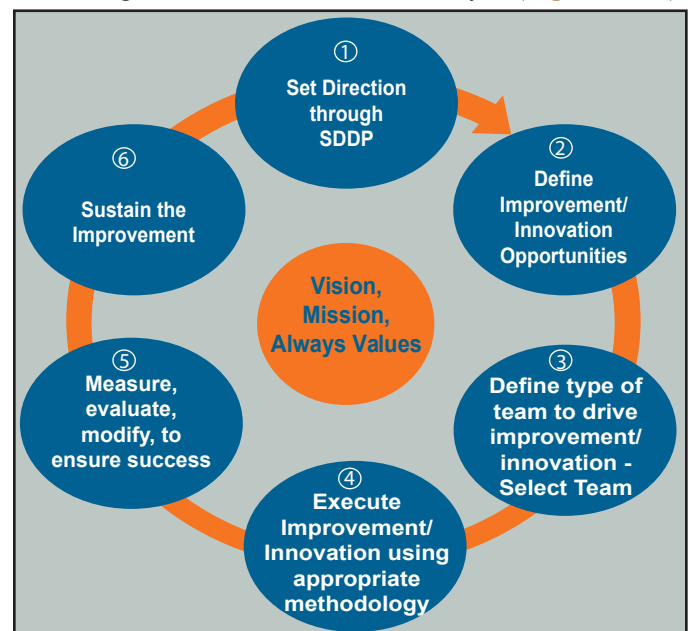 ①
Set Direction
through
SDDP
②
Define
Improvement/
Innovation
Opportunities
③
Define type of
team to drive
improvement/
innovation -
Select Team
④
Execute
Improvement/
Innovation using
appropriate
methodology
⑤
Measure,
evaluate,
modify, to
ensure success
⑥
Sustain the
Improvement
Vision,
Mission,
Always Values